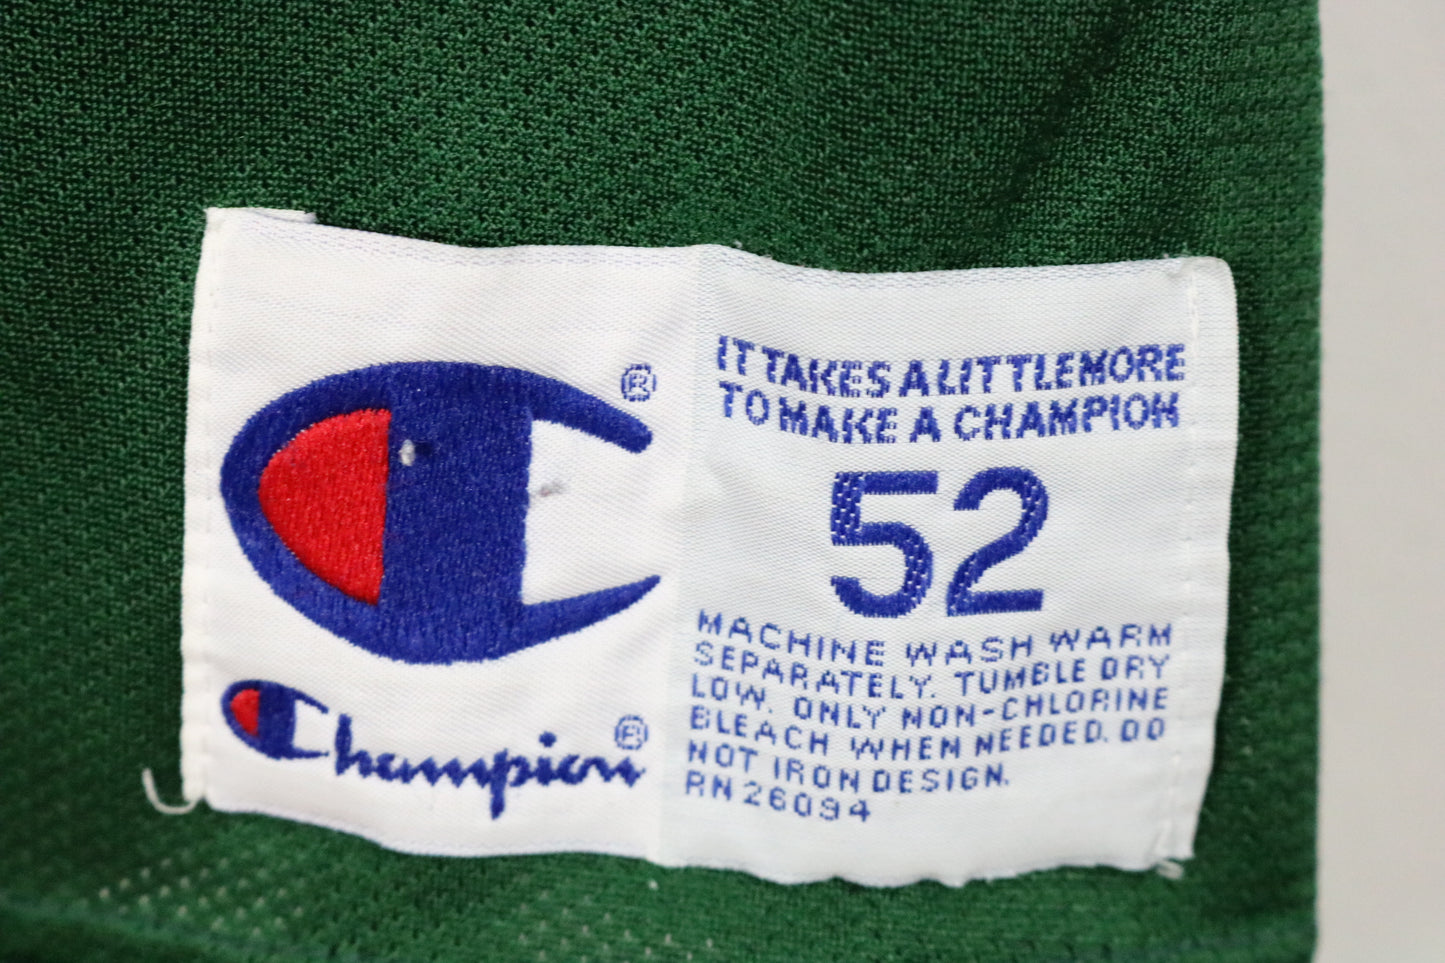 ®
Champion®
IT TAKES A LITTLE MORE
TO MAKE A CHAMPION
52
MACHINE WASH WARM
SEPARATELY. TUMBLE DRY
LOW. ONLY NON-CHLORINE
BLEACH WHEN NEEDED. DO
NOT IRON DESIGN.
RN 26094